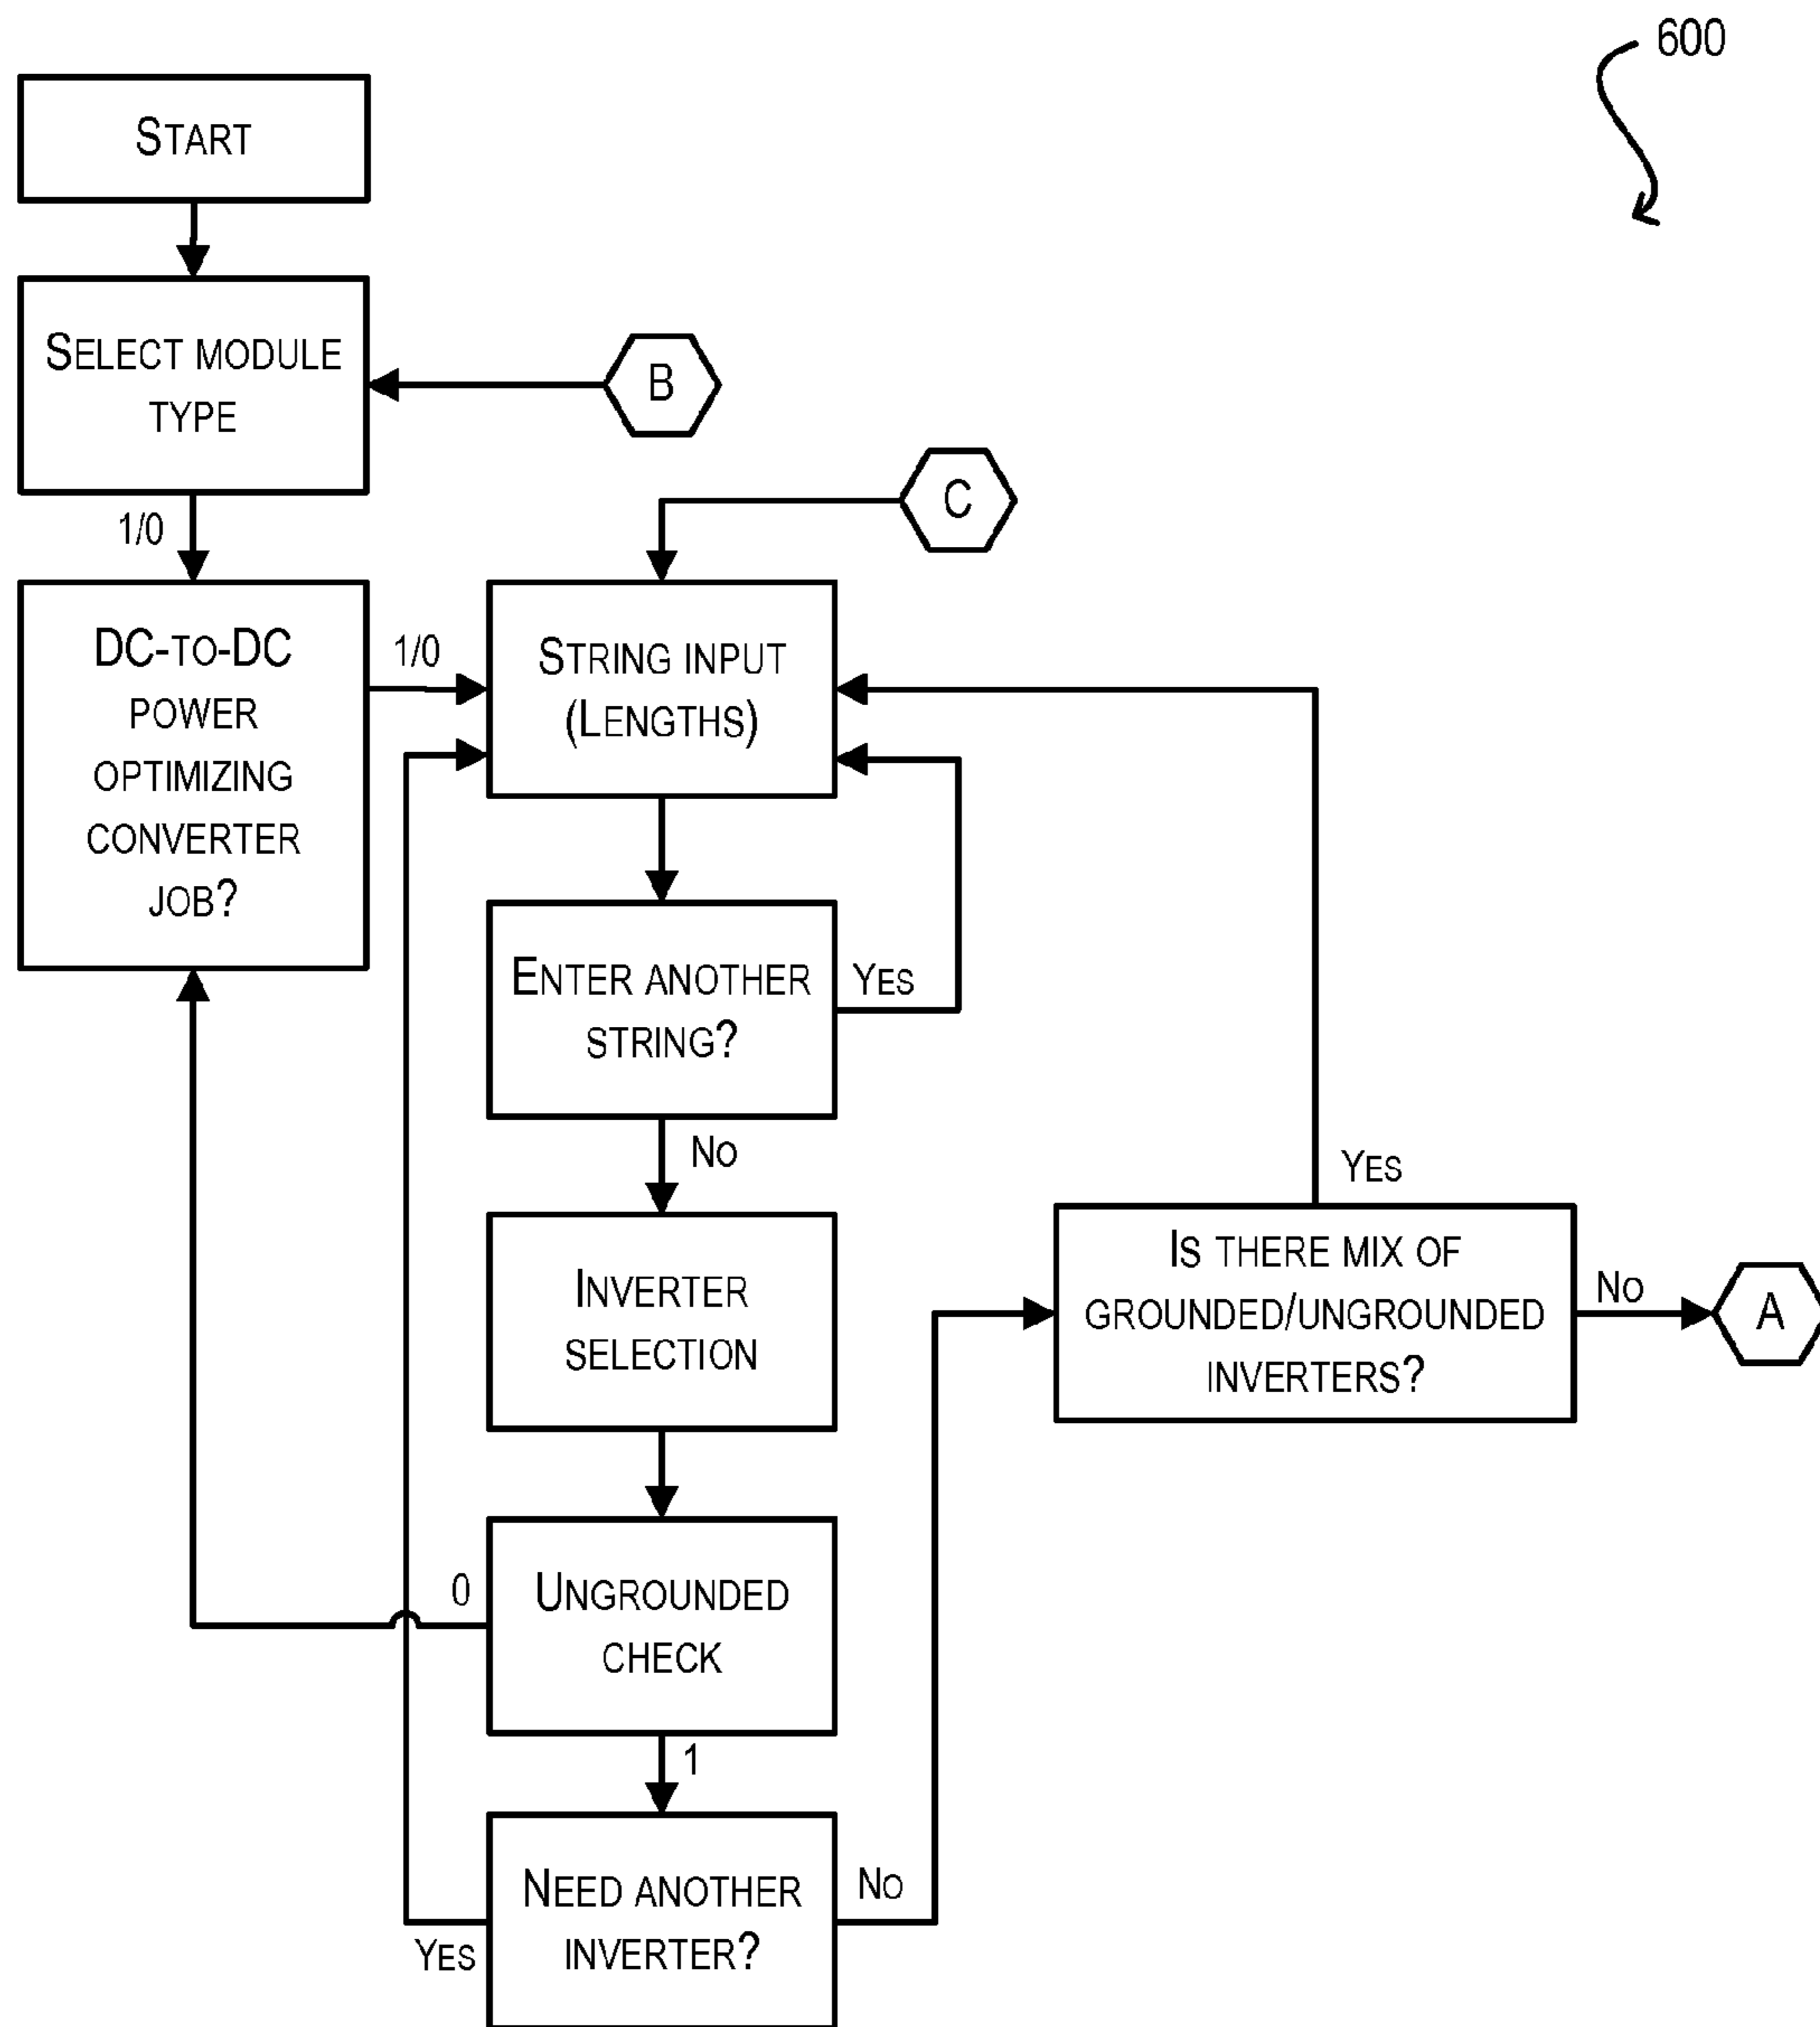 600
START
SELECT MODULE
TYPE
B
C
1/0
DC-TO-DC
POWER
OPTIMIZING
CONVERTER
JOB?
1/0
STRING INPUT
(LENGTHS)
ENTER ANOTHER
STRING?
YES
NO
INVERTER
SELECTION
YES
IS THERE MIX OF
GROUNDED/UNGROUNDED
INVERTERS?
NO
A
0
UNGROUNDED
CHECK
1
NEED ANOTHER
INVERTER?
NO
YES